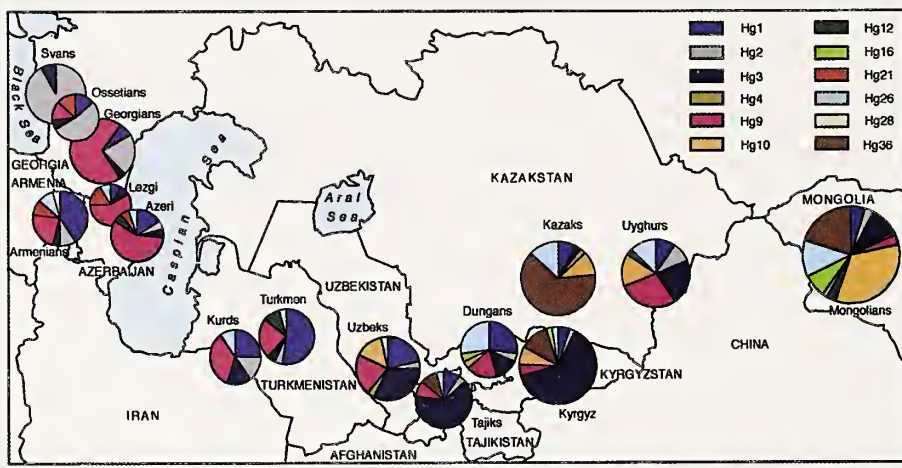 Black Sea
Svans
Ossetians
Georgians
GEORGIA
ARMENIA
Lezgi
Azeri
Armenians
AZERBAIJAN
Caspian Sea
Aral
Sea
KAZAKSTAN
Kazaks
Uyghurs
MONGOLIA
Mongolians
UZBEKISTAN
Turkmen
Kurds
Uzbeks
Dungans
TURKMENISTAN
Tajiks
Kyrgyz
KYRGYZSTAN
CHINA
IRAN
AFGHANISTAN
TAJIKISTAN
Hg1
Hg2
Hg3
Hg4
Hg9
Hg10
Hg12
Hg16
Hg21
Hg26
Hg28
Hg36